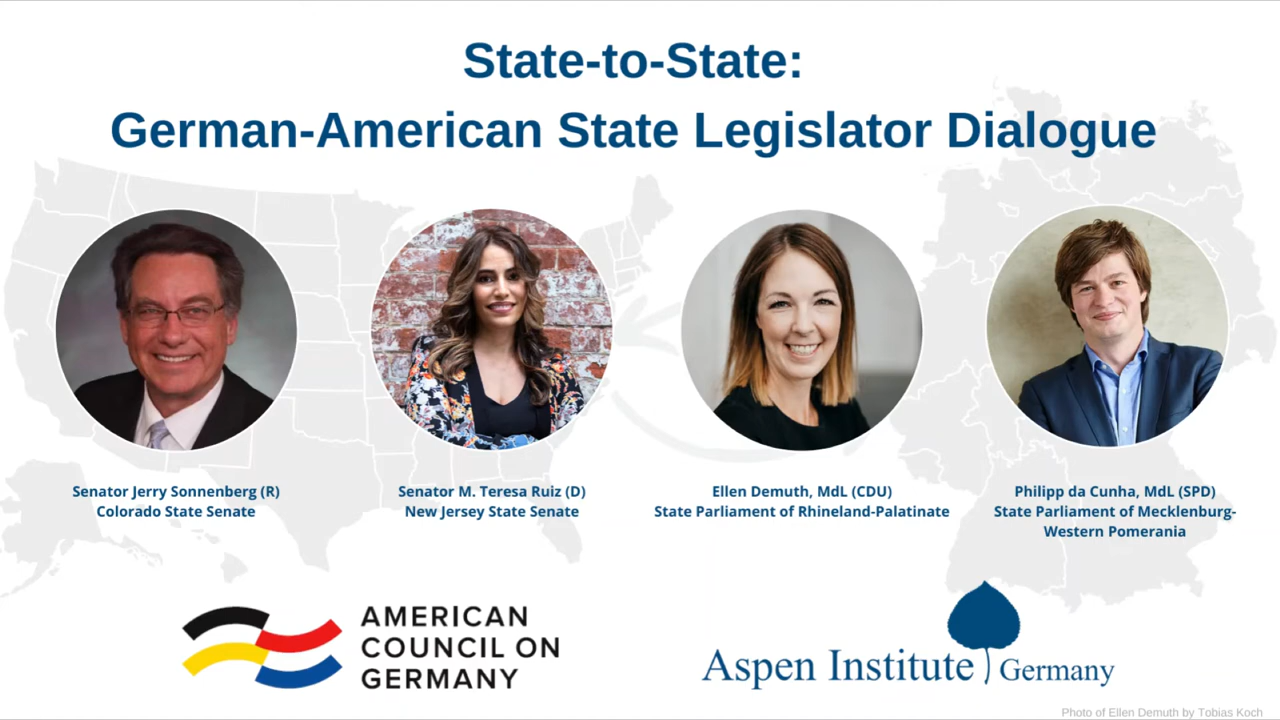 State-to-State:
German-American State Legislator Dialogue
Senator Jerry Sonnenberg (R)
Colorado State Senate
Senator M. Teresa Ruiz (D)
New Jersey State Senate
Ellen Demuth, MdL (CDU)
State Parliament of Rhineland-Palatinate
Philipp da Cunha, MdL (SPD)
State Parliament of Mecklenburg-
Western Pomerania
AMERICAN
COUNCIL ON
GERMANY
Aspen Institute Germany
Photo of Ellen Demuth by Tobias Koch